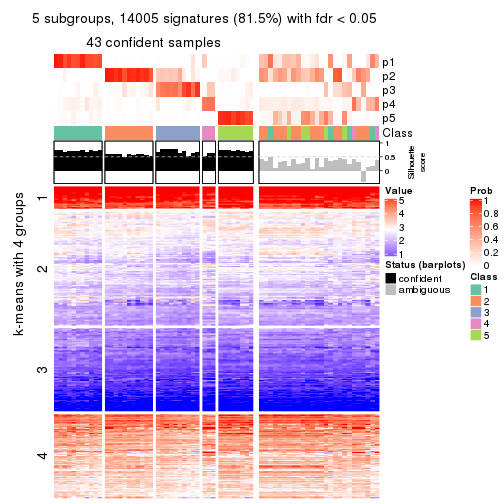 5 subgroups, 14005 signatures (81.5%) with fdr < 0.05
43 confident samples
p1
p2
p3
p4
p5
Class
1
0.5
0
Silhouette
score
k-means with 4 groups
1
2
3
4
Value
5
4
3
2
1
Status (barplots)
confident
ambiguous
Prob
1
0.8
0.6
0.4
0.2
0
Class
1
2
3
4
5